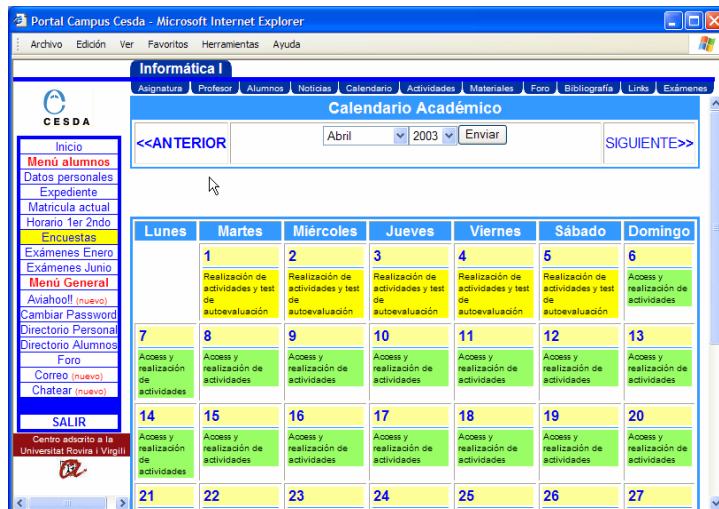 Portal Campus Cesda - Microsoft Internet Explorer
Archivo Edición Ver Favoritos Herramientas Ayuda
Informática I
Asignatura Profesor Alumnos Noticias Calendario Actividades Materiales Foro Bibliografía Links Exámenes
CESDA
Calendario Académico
<<ANTERIOR
Abril 2003 Enviar
SIGUIENTE>>
Inicio
Menú alumnos
Datos personales
Expediente
Matricula actual
Horario 1er 2ndo
Encuestas
Exámenes Enero
Exámenes Junio
Menú General
Aviahoo!! (nuevo)
Cambiar Password
Directorio Personal
Directorio Alumnos
Foro
Correo (nuevo)
Chatear (nuevo)
SALIR
Centro adscrito a la
Universitat Rovira i Virgili
Lunes Martes Miércoles Jueves Viernes Sábado Domingo
1 2 3 4 5 6
Realización de Realización de Realización de Realización de Realización de Access y
actividades y test actividades y test actividades y test actividades y test actividades y test realización de
de de de de de actividades
autoevaluación autoevaluación autoevaluación autoevaluación autoevaluación
7 8 9 10 11 12 13
Access y Access y Access y Access y Access y Access y Access y
realización realización de realización de realización de realización de realización de realización de
de actividades actividades actividades actividades actividades actividades
actividades
14 15 16 17 18 19 20
Access y Access y Access y Access y Access y Access y Access y
realización realización de realización de realización de realización de realización de realización de
de actividades actividades actividades actividades actividades actividades
actividades
21 22 23 24 25 26 27